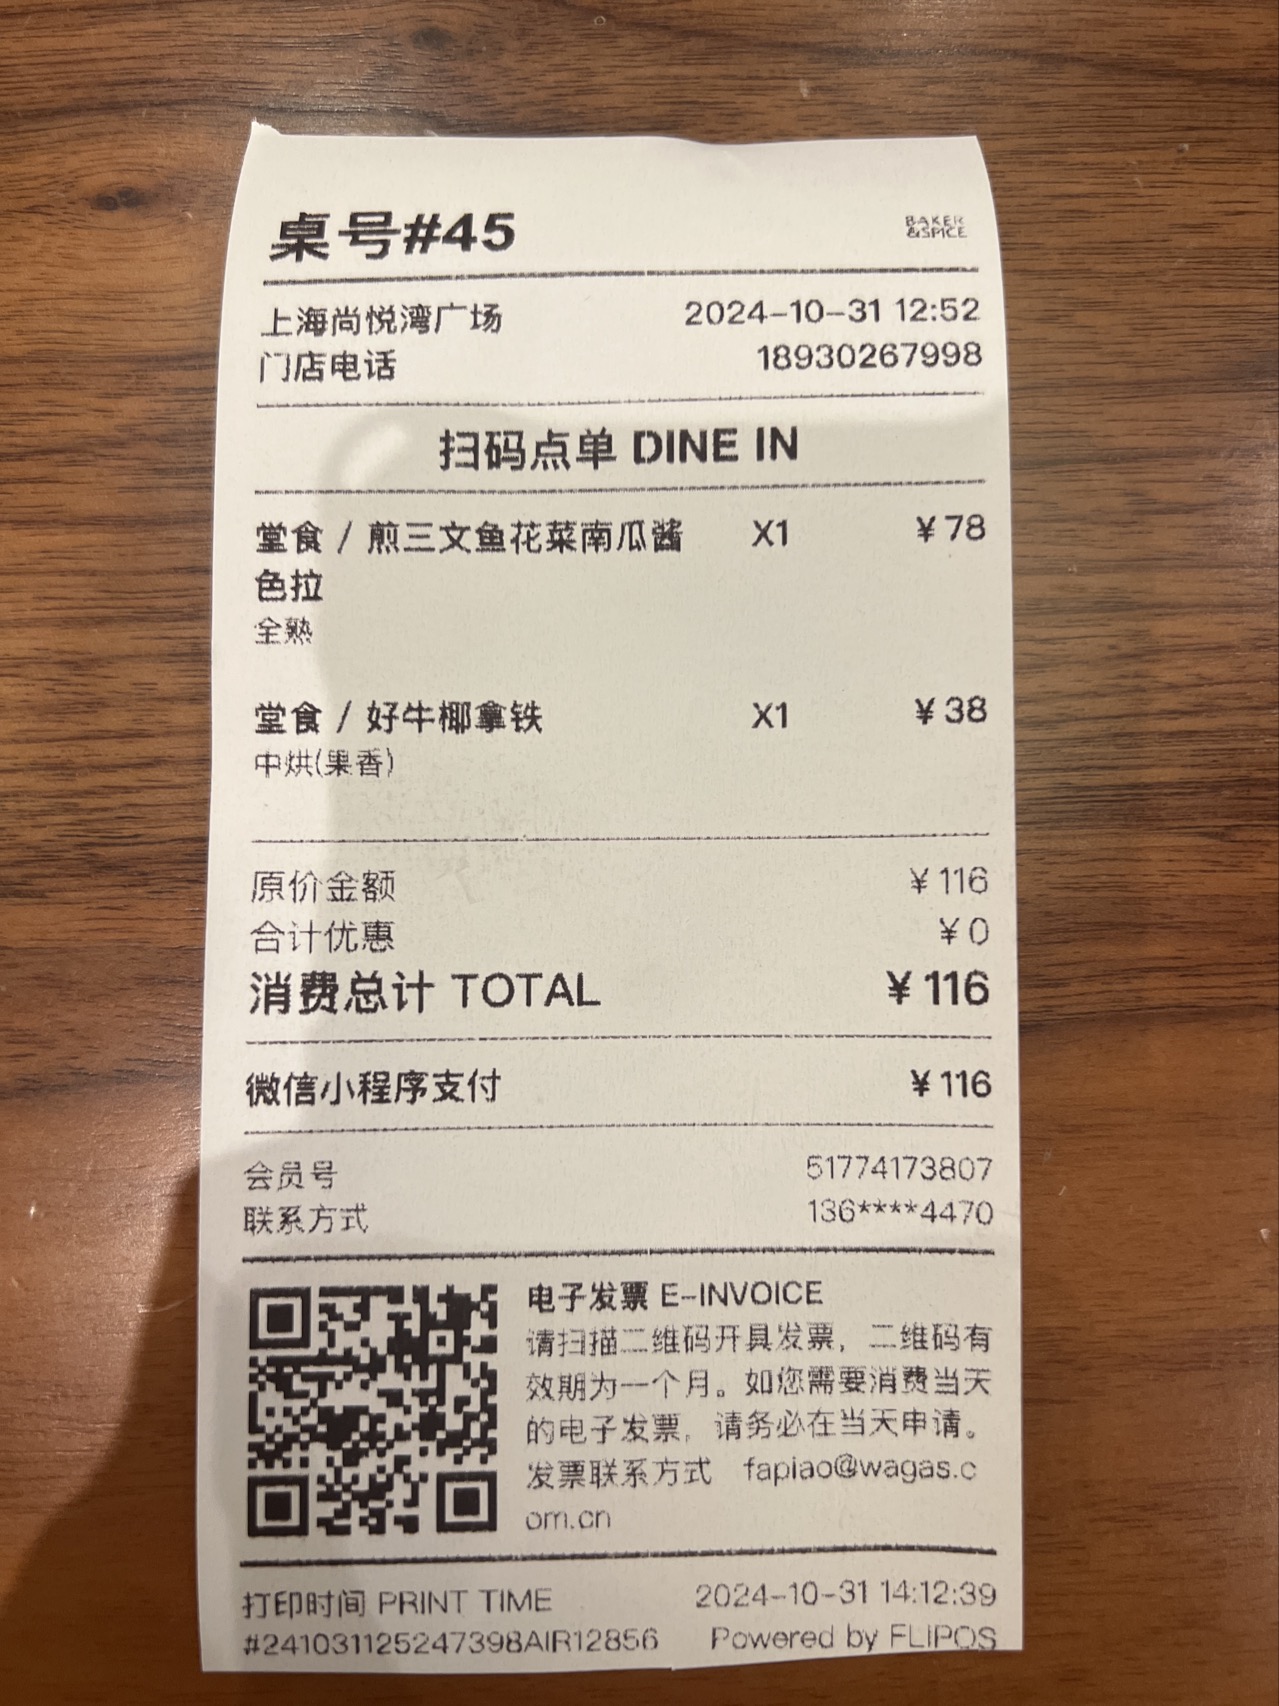 桌号#45
BAKER
&SPICE
上海尚悦湾广场 2024-10-31 12:52
门店电话 18930267998
扫码点单 DINE IN
堂食 / 煎三文鱼花菜南瓜酱 X1 ¥78
色拉
全熟
堂食 / 好牛椰拿铁 X1 ¥38
中烘(果香)
原价金额 ¥116
合计优惠 ¥0
消费总计 TOTAL ¥116
微信小程序支付 ¥116
会员号 51774173807
联系方式 136****4470
电子发票 E-INVOICE
请扫描二维码开具发票，二维码有
效期为一个月。如您需要消费当天
的电子发票，请务必在当天申请。
发票联系方式 fapiao@wagas.c
om.cn
打印时间 PRINT TIME 2024-10-31 14:12:39
#241031125247398AIR12856 Powered by FLIPOS